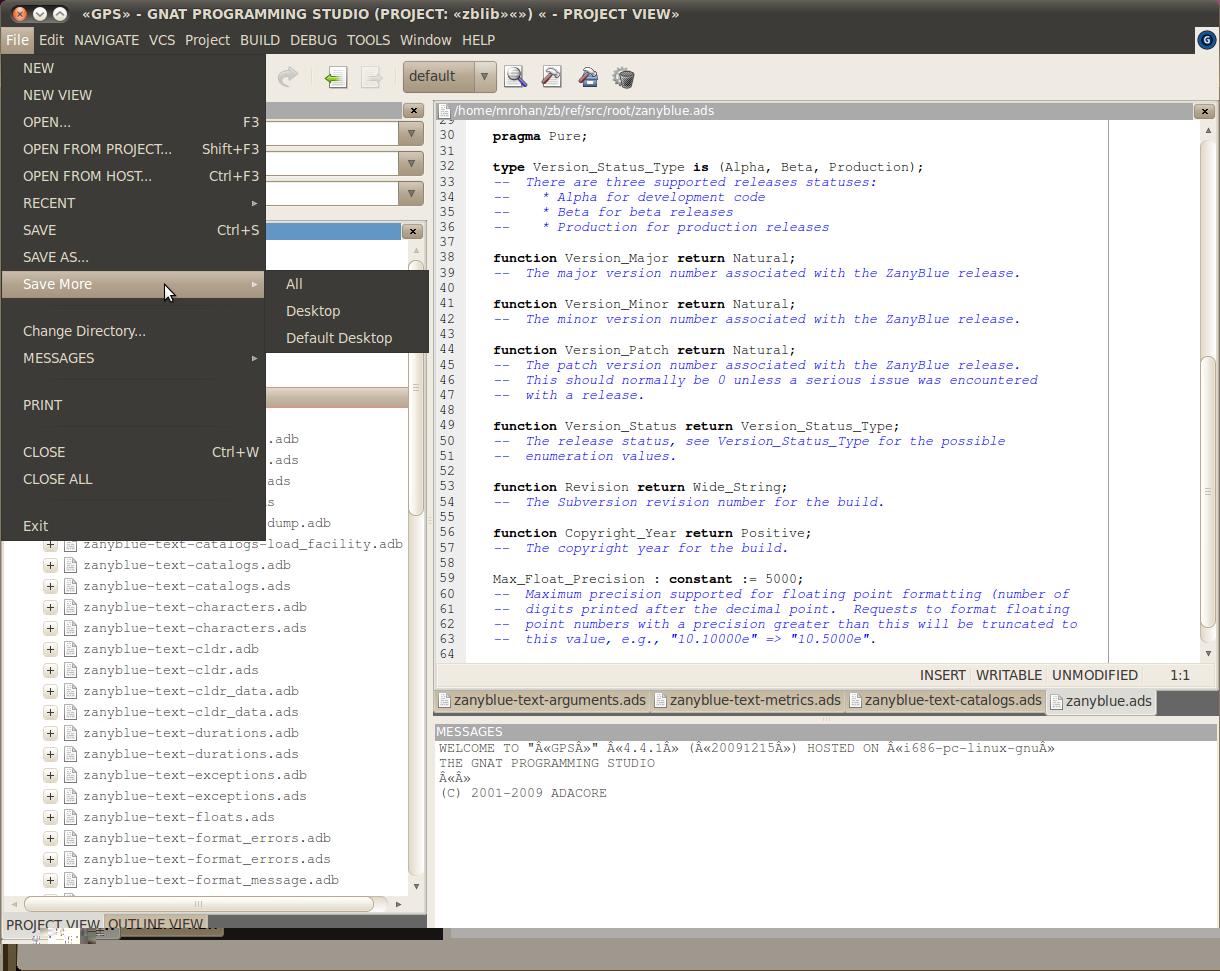 «GPS» - GNAT PROGRAMMING STUDIO (PROJECT: «zblib»«») « - PROJECT VIEW»
File Edit NAVIGATE VCS Project BUILD DEBUG TOOLS Window HELP
NEW
NEW VIEW
OPEN... F3
OPEN FROM PROJECT... Shift+F3
OPEN FROM HOST... Ctrl+F3
RECENT
SAVE Ctrl+S
SAVE AS...
Save More
Change Directory...
MESSAGES
PRINT
CLOSE Ctrl+W
CLOSE ALL
Exit
All
Desktop
Default Desktop
default
.adb
.ads
ads
ads
dump.adb
zanyblue-text-catalogs-load_facility.adb
zanyblue-text-catalogs.adb
zanyblue-text-catalogs.ads
zanyblue-text-characters.adb
zanyblue-text-characters.ads
zanyblue-text-cldr.adb
zanyblue-text-cldr.ads
zanyblue-text-cldr_data.adb
zanyblue-text-cldr_data.ads
zanyblue-text-durations.adb
zanyblue-text-durations.ads
zanyblue-text-exceptions.adb
zanyblue-text-exceptions.ads
zanyblue-text-floats.ads
zanyblue-text-format_errors.adb
zanyblue-text-format_errors.ads
zanyblue-text-format_message.adb
PROJECT VIEW OUTLINE VIEW
/home/mrohan/zb/ref/src/root/zanyblue.ads
29
30 pragma Pure;
31
32 type Version_Status_Type is (Alpha, Beta, Production);
33 -- There are three supported releases statuses:
34 -- * Alpha for development code
35 -- * Beta for beta releases
36 -- * Production for production releases
37
38 function Version_Major return Natural;
39 -- The major version number associated with the ZanyBlue release.
40
41 function Version_Minor return Natural;
42 -- The minor version number associated with the ZanyBlue release.
43
44 function Version_Patch return Natural;
45 -- The patch version number associated with the ZanyBlue release.
46 -- This should normally be 0 unless a serious issue was encountered
47 -- with a release.
48
49 function Version_Status return Version_Status_Type;
50 -- The release status, see Version_Status_Type for the possible
51 -- enumeration values.
52
53 function Revision return Wide_String;
54 -- The Subversion revision number for the build.
55
56 function Copyright_Year return Positive;
57 -- The copyright year for the build.
58
59 Max_Float_Precision : constant := 5000;
60 -- Maximum precision supported for floating point formatting (number of
61 -- digits printed after the decimal point. Requests to format floating
62 -- point numbers with a precision greater than this will be truncated to
63 -- this value, e.g., "10.10000e" => "10.5000e".
64
INSERT WRITABLE UNMODIFIED 1:1
zanyblue-text-arguments.ads zanyblue-text-metrics.ads zanyblue-text-catalogs.ads zanyblue.ads
MESSAGES
WELCOME TO "Â«GPSÂ»" Â«4.4.1Â» (Â«20091215Â») HOSTED ON Â«i686-pc-linux-gnuÂ»
THE GNAT PROGRAMMING STUDIO
Â«Â»
(C) 2001-2009 ADACORE